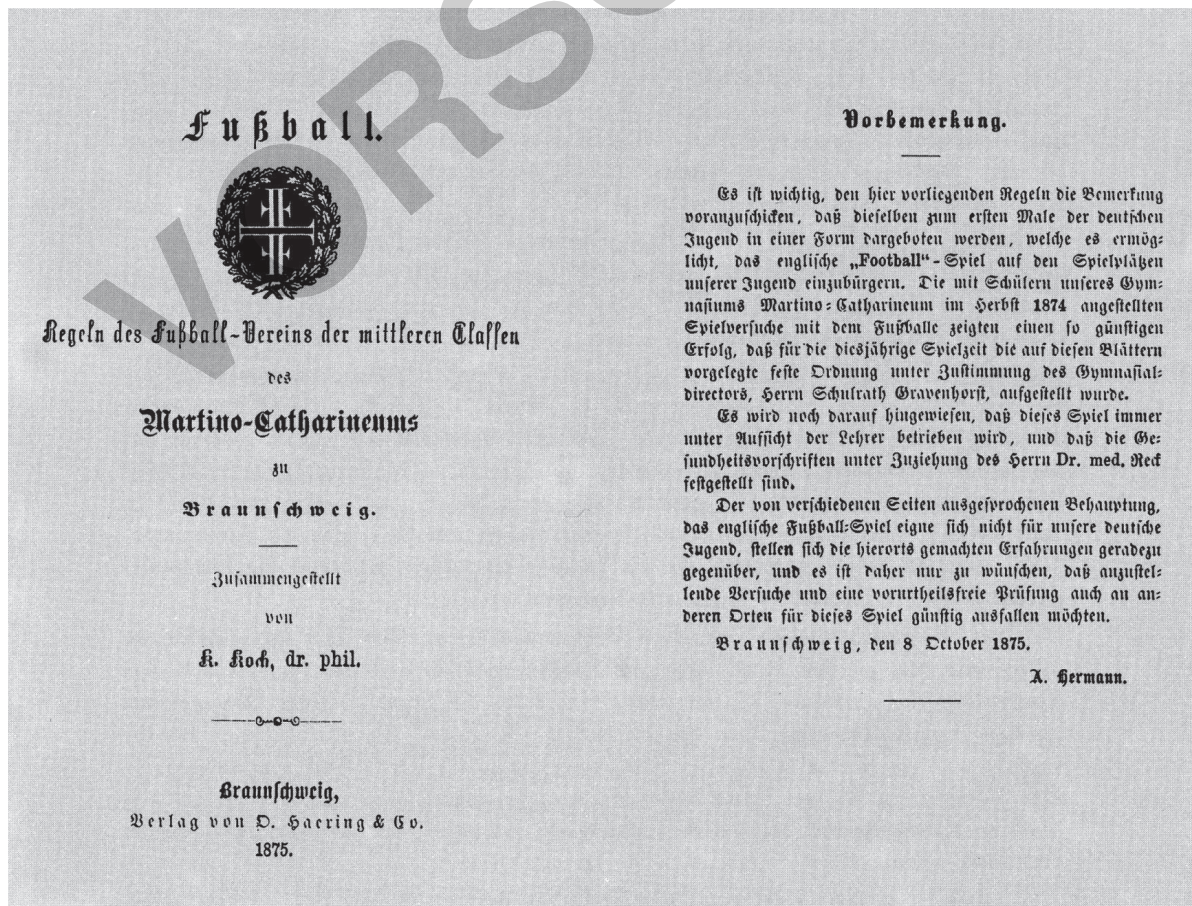 Fußball.
Regeln des Fußball-Vereins der mittleren Classen
des
Martino-Catharineums
zu
Braunschweig.
Zusammengestellt
von
K. Koch, dr. phil.
Braunschweig,
Verlag von O. Haering & Co.
1875.
Vorbemerkung.
Es ist wichtig, den hier vorliegenden Regeln die Bemerkung
voranzuschicken, daß dieselben zum ersten Male der deutschen
Jugend in einer Form dargeboten werden, welche es ermög-
licht, das englische „Football“-Spiel auf den Spielplätzen
unserer Jugend einzubürgern. Die mit Schülern unseres Gym-
nasiums Martino-Catharineum im Herbst 1874 angestellten
Spielversuche mit dem Fußballe zeigten einen so günstigen
Erfolg, daß für die diesjährige Spielzeit die auf diesen Blättern
vorgelegte feste Ordnung unter Zustimmung des Gymnasial-
directors, Herrn Schulrath Gravenhorst, aufgestellt wurde.
Es wird noch darauf hingewiesen, daß dieses Spiel immer
unter Aufsicht der Lehrer betrieben wird, und daß die Ge-
sundheitsvorschriften unter Zuziehung des Herrn Dr. med. Reck
festgestellt sind.
Der von verschiedenen Seiten ausgesprochenen Behauptung,
das englische Fußball-Spiel eigne sich nicht für unsere deutsche
Jugend, stellen sich die hierorts gemachten Erfahrungen geradezu
gegenüber, und es ist daher nur zu wünschen, daß anzustel-
lende Versuche und eine vorurtheilsfreie Prüfung auch an an-
deren Orten für dieses Spiel günstig ausfallen möchten.
Braunschweig, den 8 October 1875.
A. Hermann.